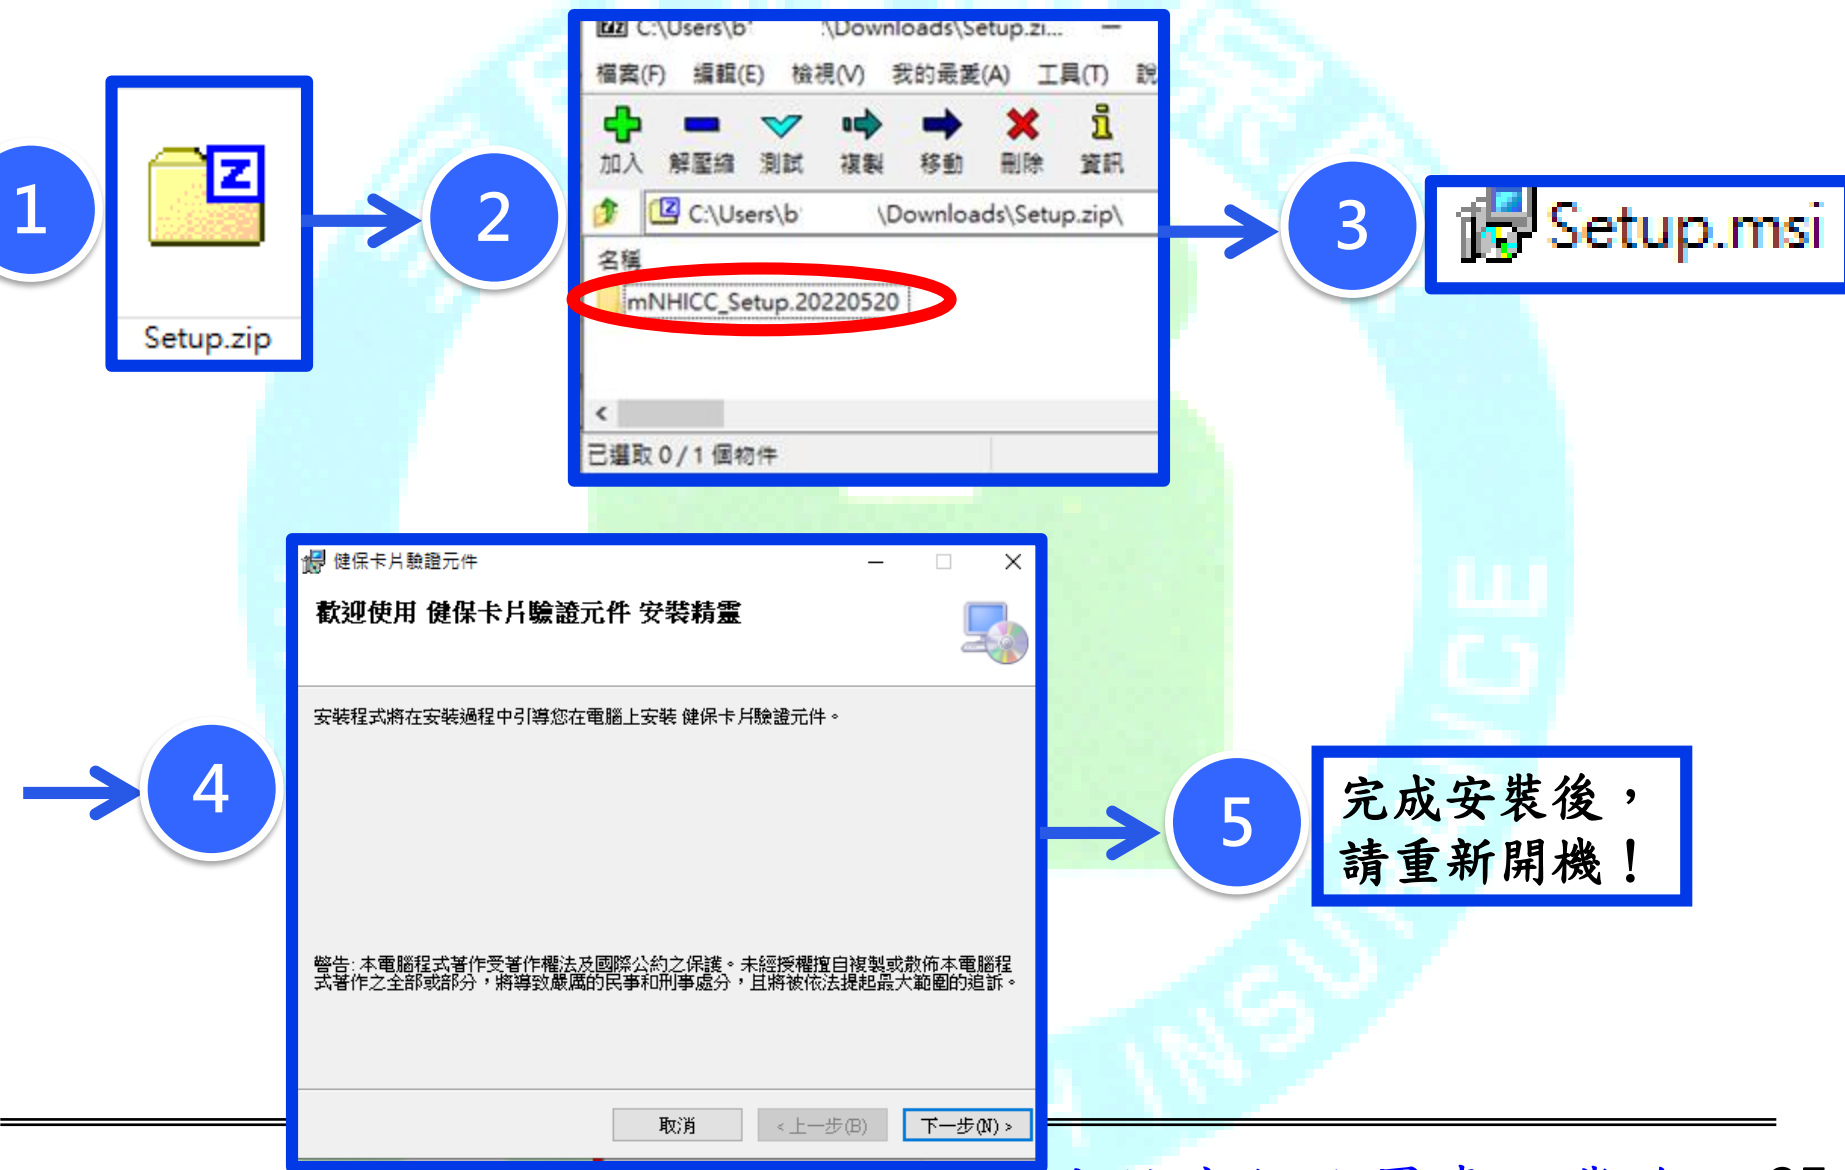 1
Setup.zip
2
C:\Users\b :\Downloads\Setup.zi...
檔案(F) 編輯(E) 檢視(V) 我的最愛(A) 工具(T) 說
加入 解壓縮 測試 複製 移動 刪除 資訊
C:\Users\b \Downloads\Setup.zip\
名稱
mNHICC_Setup.20220520
已選取 0 / 1 個物件
3
Setup.msi
4
健保卡片驗證元件
歡迎使用 健保卡片驗證元件 安裝精靈
安裝程式將在安裝過程中引導您在電腦上安裝 健保卡片驗證元件。
警告: 本電腦程式著作受著作權法及國際公約之保護。未經授權擅自複製或散佈本電腦程
式著作之全部或部分，將導致嚴厲的民事和刑事處分，且將被依法提起最大範圍的追訴。
取消 <上一步(B) 下一步(N) >
5
完成安裝後，
請重新開機！
INSURANCE